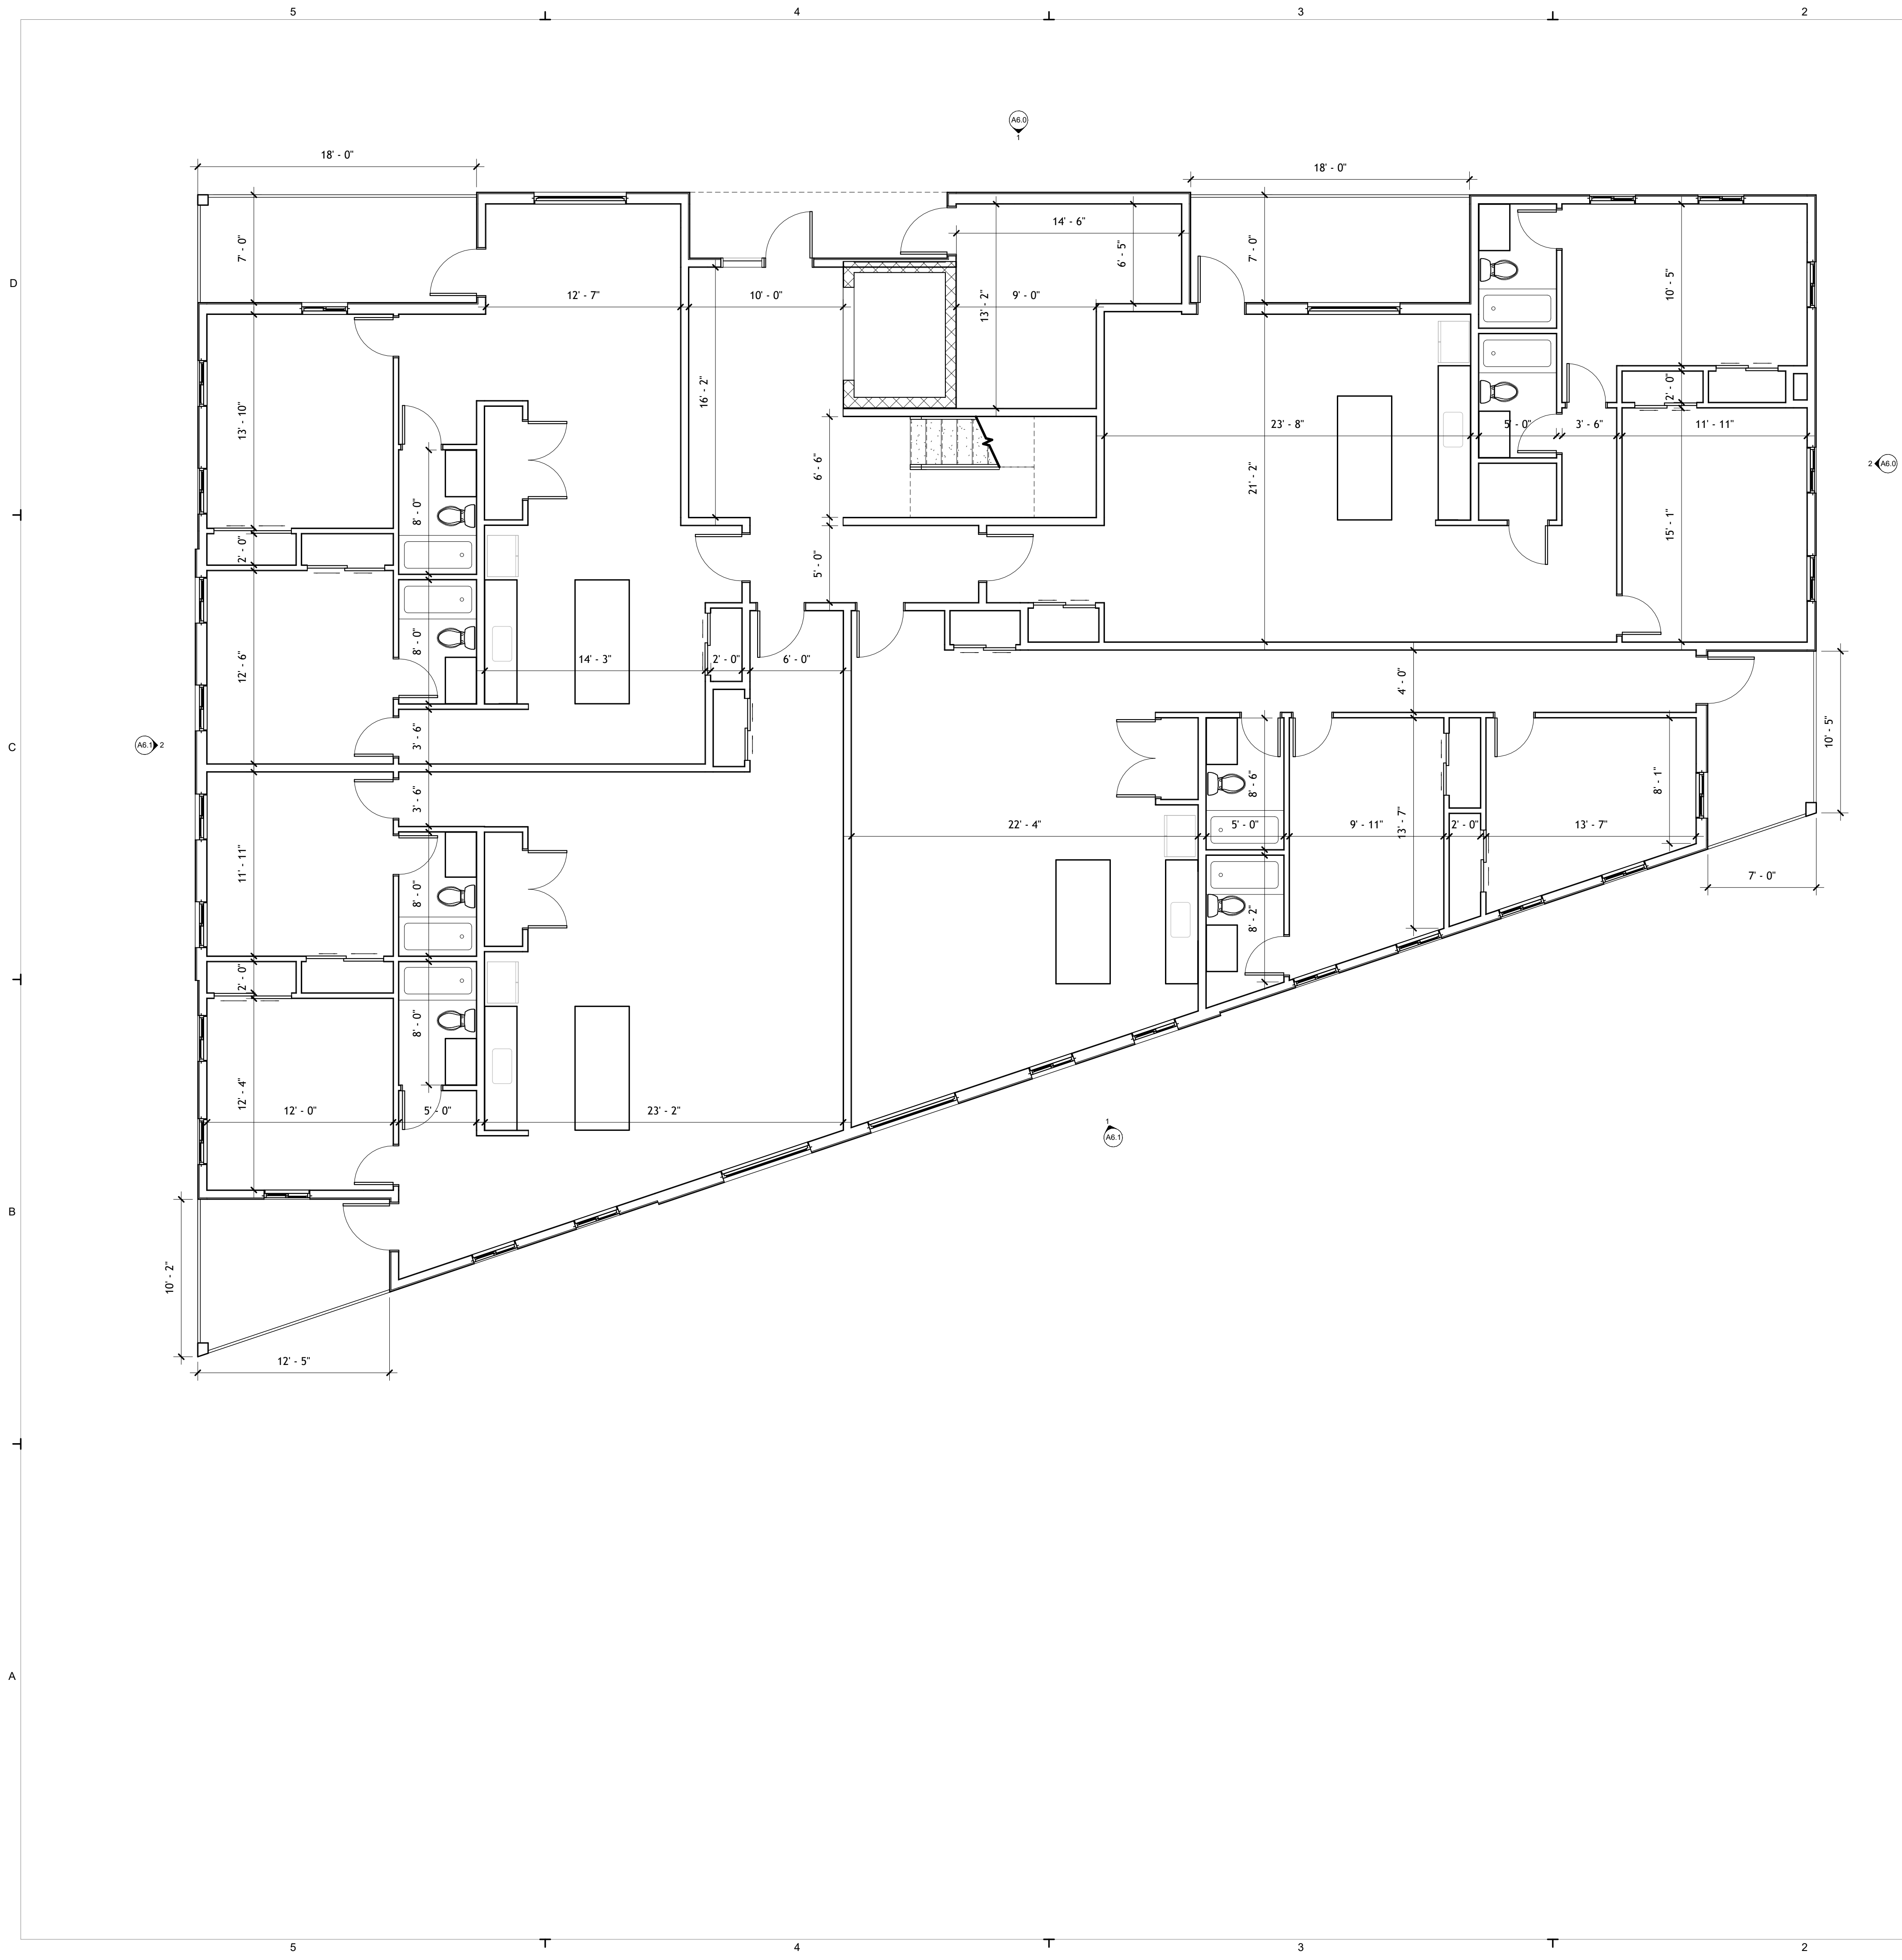 5 4 3 2
A6.0
1
18' - 0"
18' - 0"
14' - 6"
7' - 0"
6' - 5"
7' - 0"
D
10' - 5"
12' - 7"
10' - 0"
13' - 2"
9' - 0"
16' - 2"
2' - 0"
13' - 10"
23' - 8"
5' - 0"
3' - 6"
11' - 11"
6' - 6"
2
A6.0
21' - 2"
8' - 0"
15' - 1"
2' - 0"
5' - 0"
8' - 0"
12' - 6"
14' - 3"
2' - 0"
6' - 0"
4' - 0"
3' - 6"
C
A6.1
2
10' - 5"
8' - 6"
8' - 1"
3' - 6"
22' - 4"
5' - 0"
9' - 11"
13' - 7"
2' - 0"
13' - 7"
11' - 11"
8' - 0"
7' - 0"
8' - 2"
2' - 0"
8' - 0"
12' - 4"
12' - 0"
5' - 0"
23' - 2"
1
A6.1
B
10' - 2"
12' - 5"
A
5 4 3 2